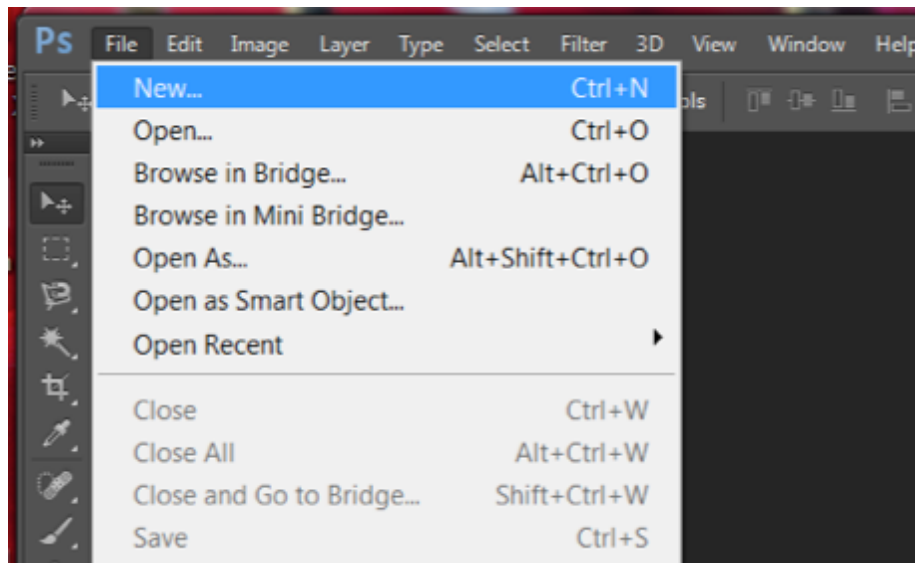 Ps File Edit Image Layer Type Select Filter 3D View Window Help
New... Ctrl+N
Open... Ctrl+O
Browse in Bridge... Alt+Ctrl+O
Browse in Mini Bridge...
Open As... Alt+Shift+Ctrl+O
Open as Smart Object...
Open Recent
Close Ctrl+W
Close All Alt+Ctrl+W
Close and Go to Bridge... Shift+Ctrl+W
Save Ctrl+S